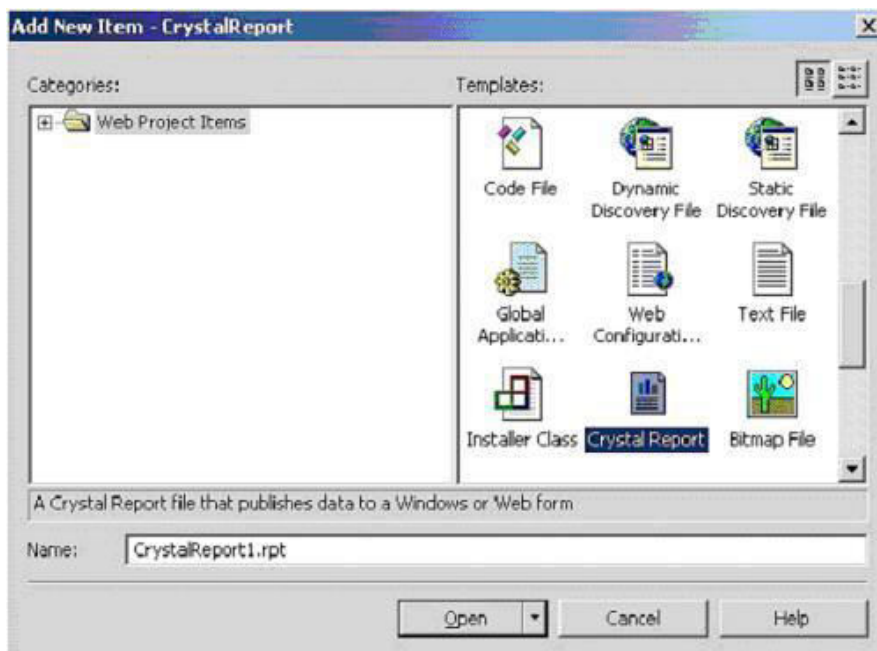 Add New Item - CrystalReport
Categories:
Templates:
Web Project Items
Code File
Dynamic
Discovery File
Static
Discovery File
Global
Applicati...
Web
Configurati...
Text File
Installer Class
Crystal Report
Bitmap File
A Crystal Report file that publishes data to a Windows or Web form
Name:
CrystalReport1.rpt
Open
Cancel
Help